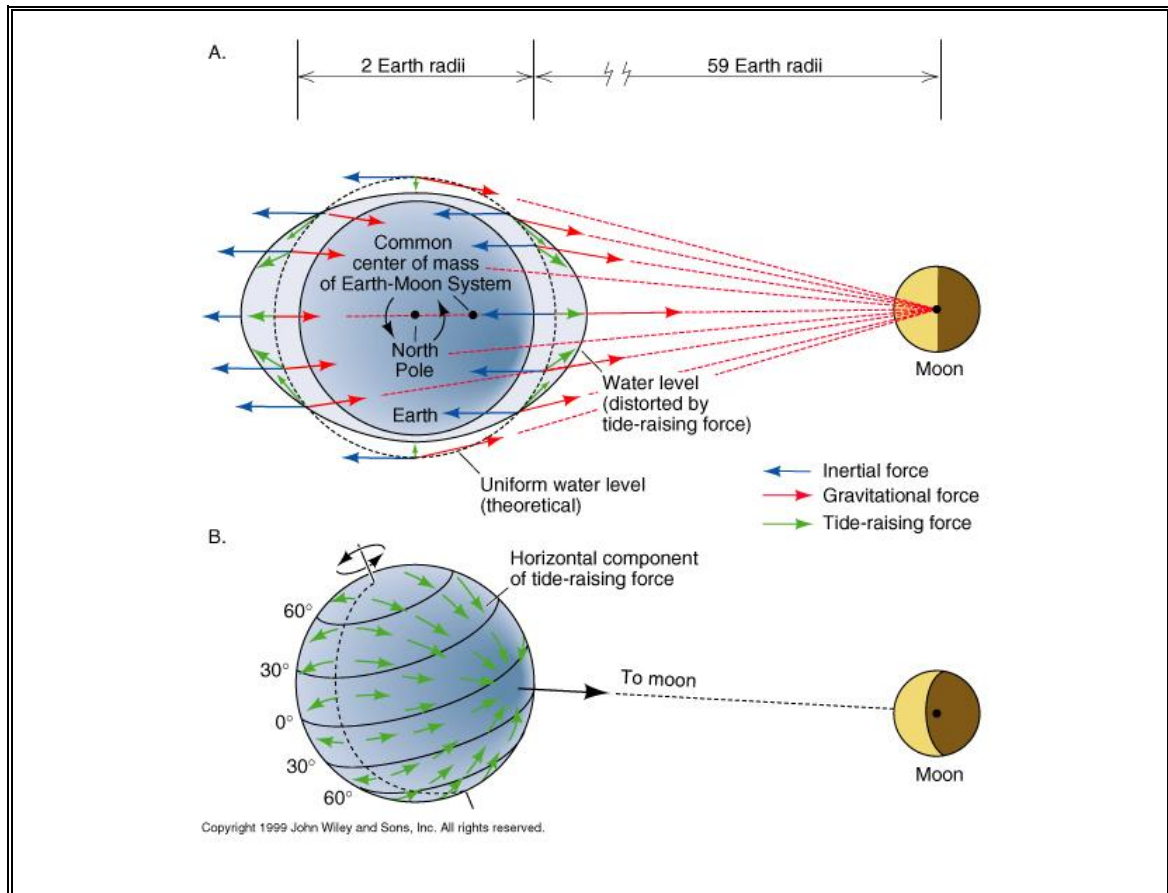 A.
2 Earth radii
59 Earth radii
Common
center of mass
of Earth-Moon System
North
Pole
Earth
Moon
Water level
(distorted by
tide-raising force)
Uniform water level
(theoretical)
Inertial force
Gravitational force
Tide-raising force
B.
Horizontal component
of tide-raising force
60°
30°
0°
30°
60°
To moon
Moon
Copyright 1999 John Wiley and Sons, Inc. All rights reserved.